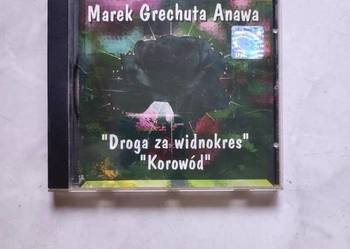 Marek Grechuta Anawa
"Droga za widnokres"
"Korowód"